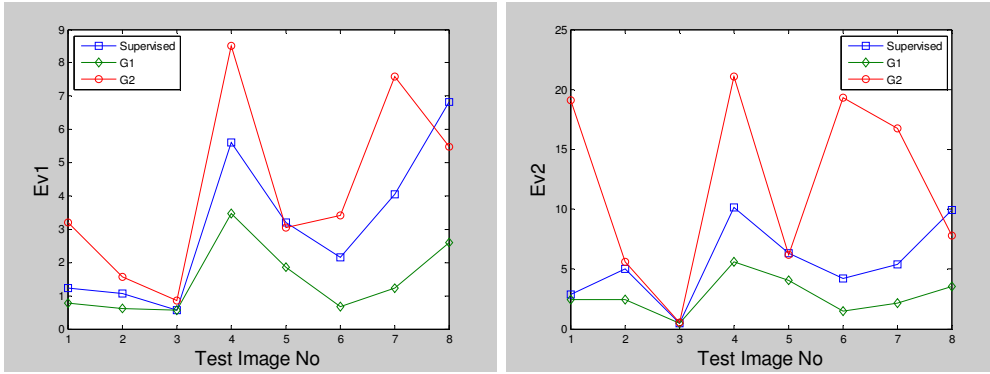 9
8
7
6
5
4
3
2
1
0
Ev1
Supervised
G1
G2
1 2 3 4 5 6 7 8
Test Image No
25
20
15
10
5
0
Ev2
Supervised
G1
G2
1 2 3 4 5 6 7 8
Test Image No